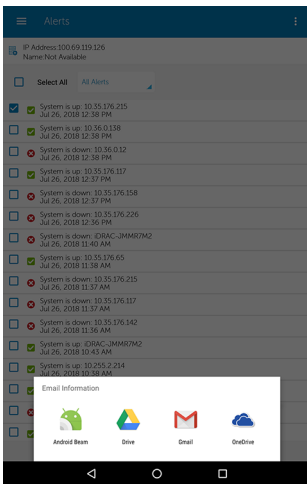 Alerts
IP Address:100.69.119.126
Name:Not Available
Select All
All Alerts
System is up: 10.35.176.215
Jul 26, 2018 12:38 PM
System is up: 10.36.0.138
Jul 26, 2018 12:38 PM
System is down: 10.36.0.12
Jul 26, 2018 12:38 PM
System is up: 10.35.176.117
Jul 26, 2018 12:37 PM
System is down: 10.35.176.158
Jul 26, 2018 12:37 PM
System is down: 10.35.176.226
Jul 26, 2018 12:36 PM
System is down: iDRAC-JMMR7M2
Jul 26, 2018 11:40 AM
System is up: 10.35.176.65
Jul 26, 2018 11:38 AM
System is down: 10.35.176.215
Jul 26, 2018 11:37 AM
System is down: 10.35.176.117
Jul 26, 2018 11:37 AM
System is down: 10.35.176.142
Jul 26, 2018 11:36 AM
System is up: iDRAC-JMMR7M2
Jul 26, 2018 10:43 AM
System is up: 10.255.2.214
Jul 26, 2018 10:38 AM
Email Information
Android Beam
Drive
Gmail
OneDrive